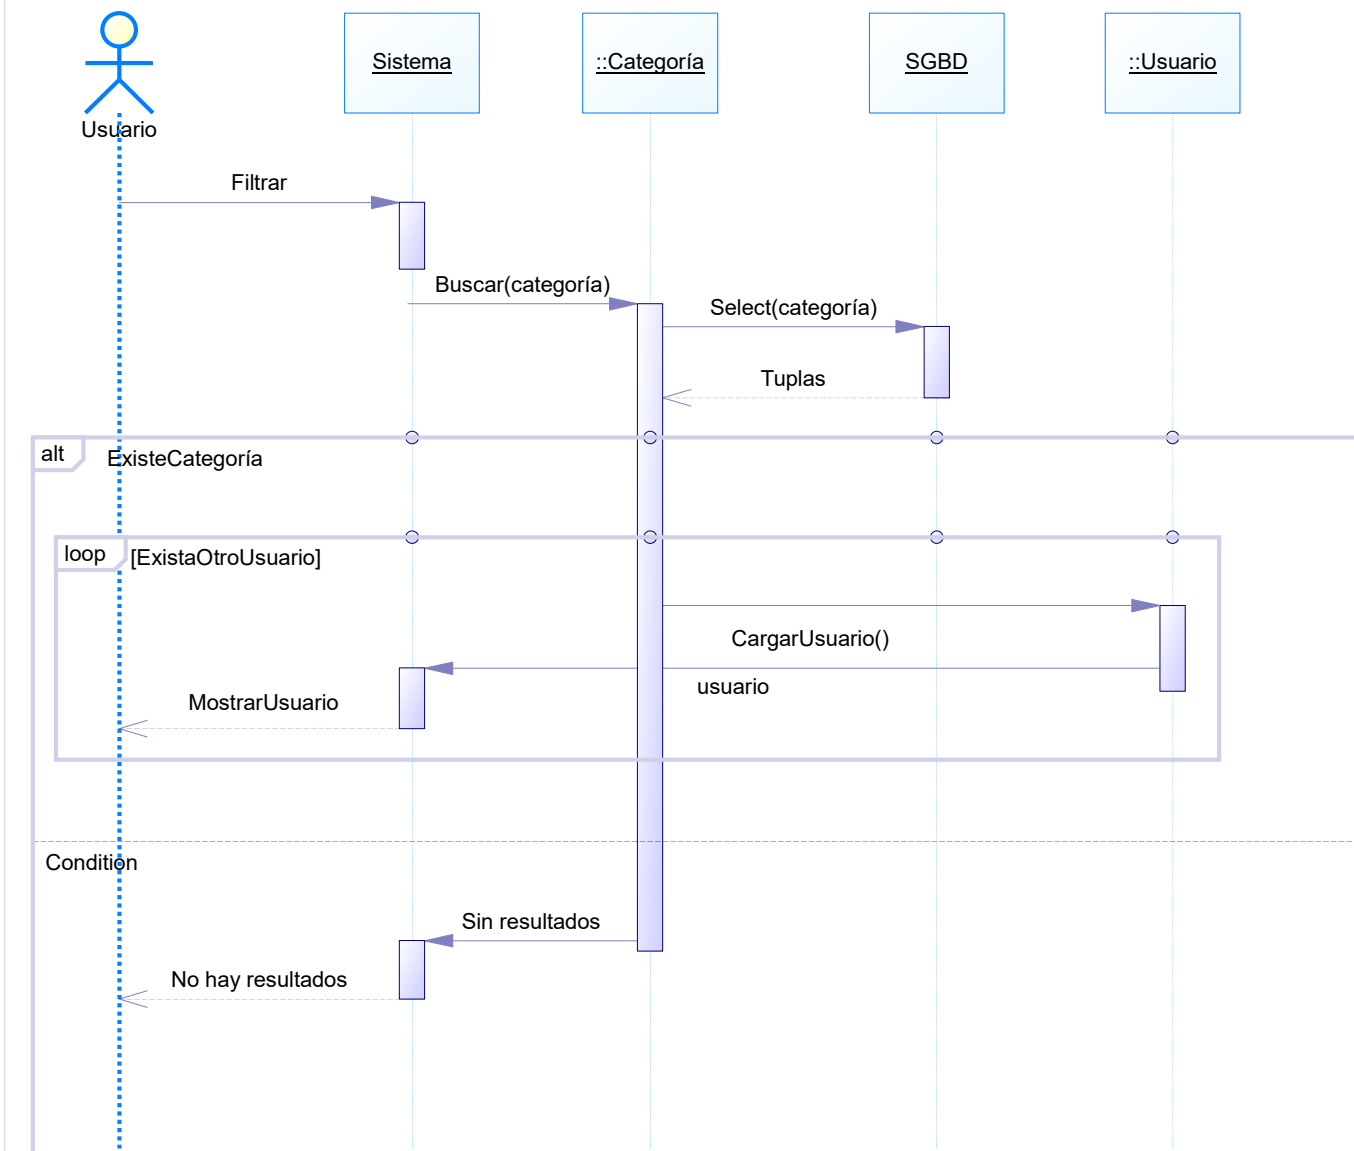 Usuario
Sistema
::Categoría
SGBD
::Usuario
Filtrar
Buscar(categoría)
Select(categoría)
Tuplas
alt
ExisteCategoría
loop
[ExistaOtroUsuario]
CargarUsuario()
usuario
MostrarUsuario
Condition
Sin resultados
No hay resultados